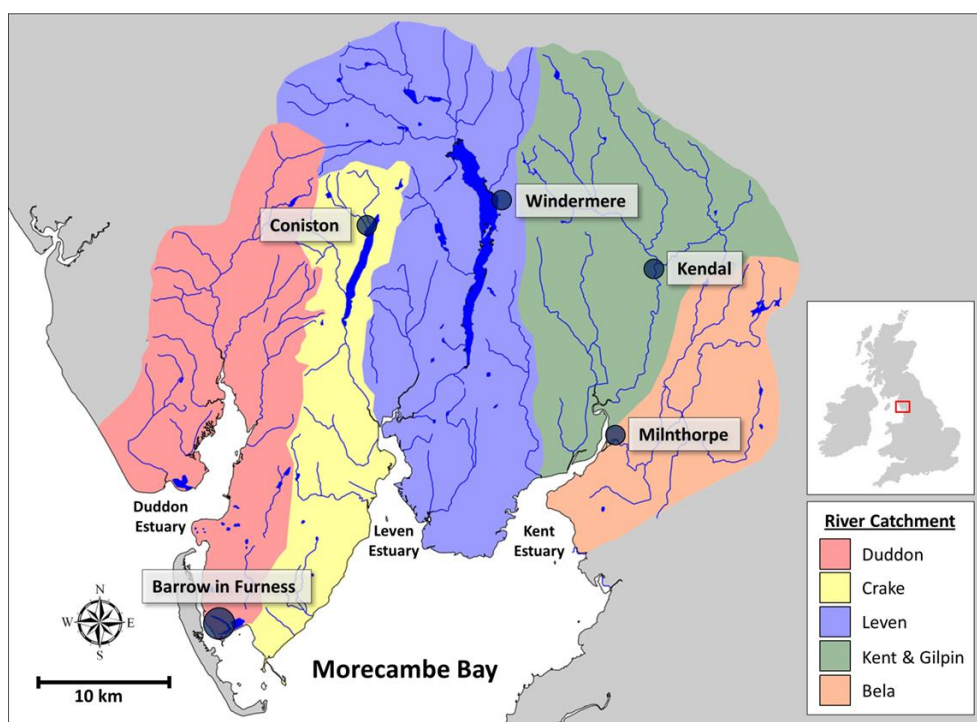 Windermere
Coniston
Kendal
Milnthorpe
Duddon
Estuary
Leven
Estuary
Kent
Estuary
Barrow in Furness
N
W
E
S
Morecambe Bay
10 km
River Catchment
Duddon
Crake
Leven
Kent & Gilpin
Bela